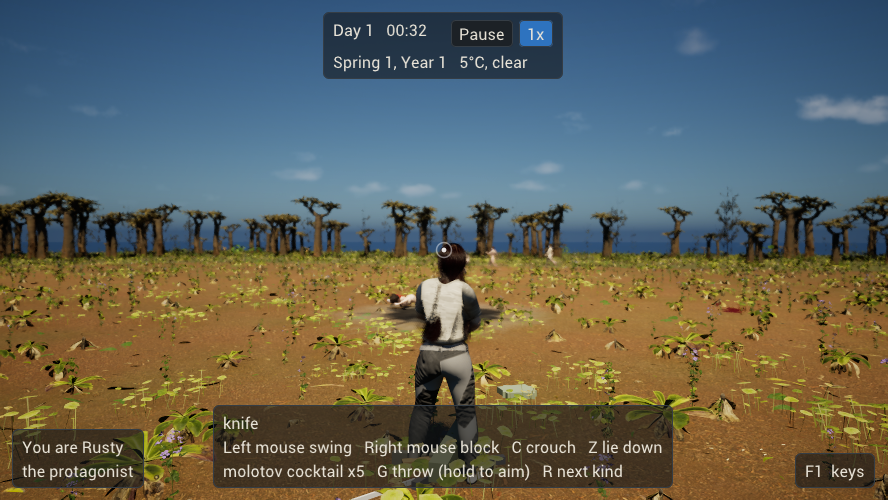 Day 1 00:32 Pause 1x
Spring 1, Year 1 5°C, clear
knife
Left mouse swing Right mouse block C crouch Z lie down
molotov cocktail x5 G throw (hold to aim) R next kind
You are Rusty
the protagonist
F1 keys